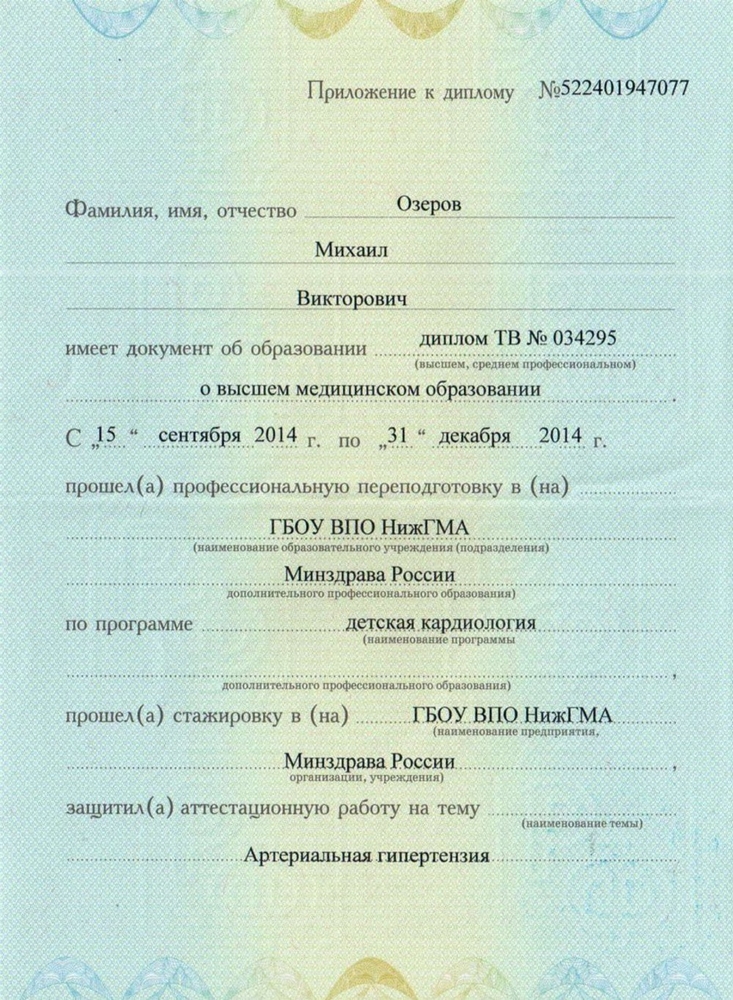 Приложение к диплому №522401947077
Фамилия, имя, отчество Озеров
Михаил
Викторович
имеет документ об образовании диплом ТВ № 034295
(высшем, среднем профессиональном)
о высшем медицинском образовании .
С „15 “ сентября 2014 г. по „31 “ декабря 2014 г.
прошел(а) профессиональную переподготовку в (на)
ГБОУ ВПО НижГМА
(наименование образовательного учреждения (подразделения)
Минздрава России
дополнительного профессионального образования)
по программе детская кардиология
(наименование программы
,
дополнительного профессионального образования)
прошел(а) стажировку в (на) ГБОУ ВПО НижГМА
(наименование предприятия,
Минздрава России ,
организации, учреждения)
защитил(а) аттестационную работу на тему
(наименование темы)
Артериальная гипертензия